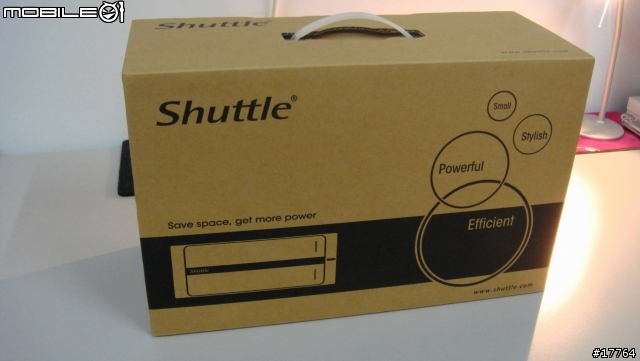 MOBILE01
Shuttle
www.shuttle.com
Shuttle®
Small
Stylish
Powerful
Efficient
Save space, get more power
Shuttle
www.shuttle.com
#17764